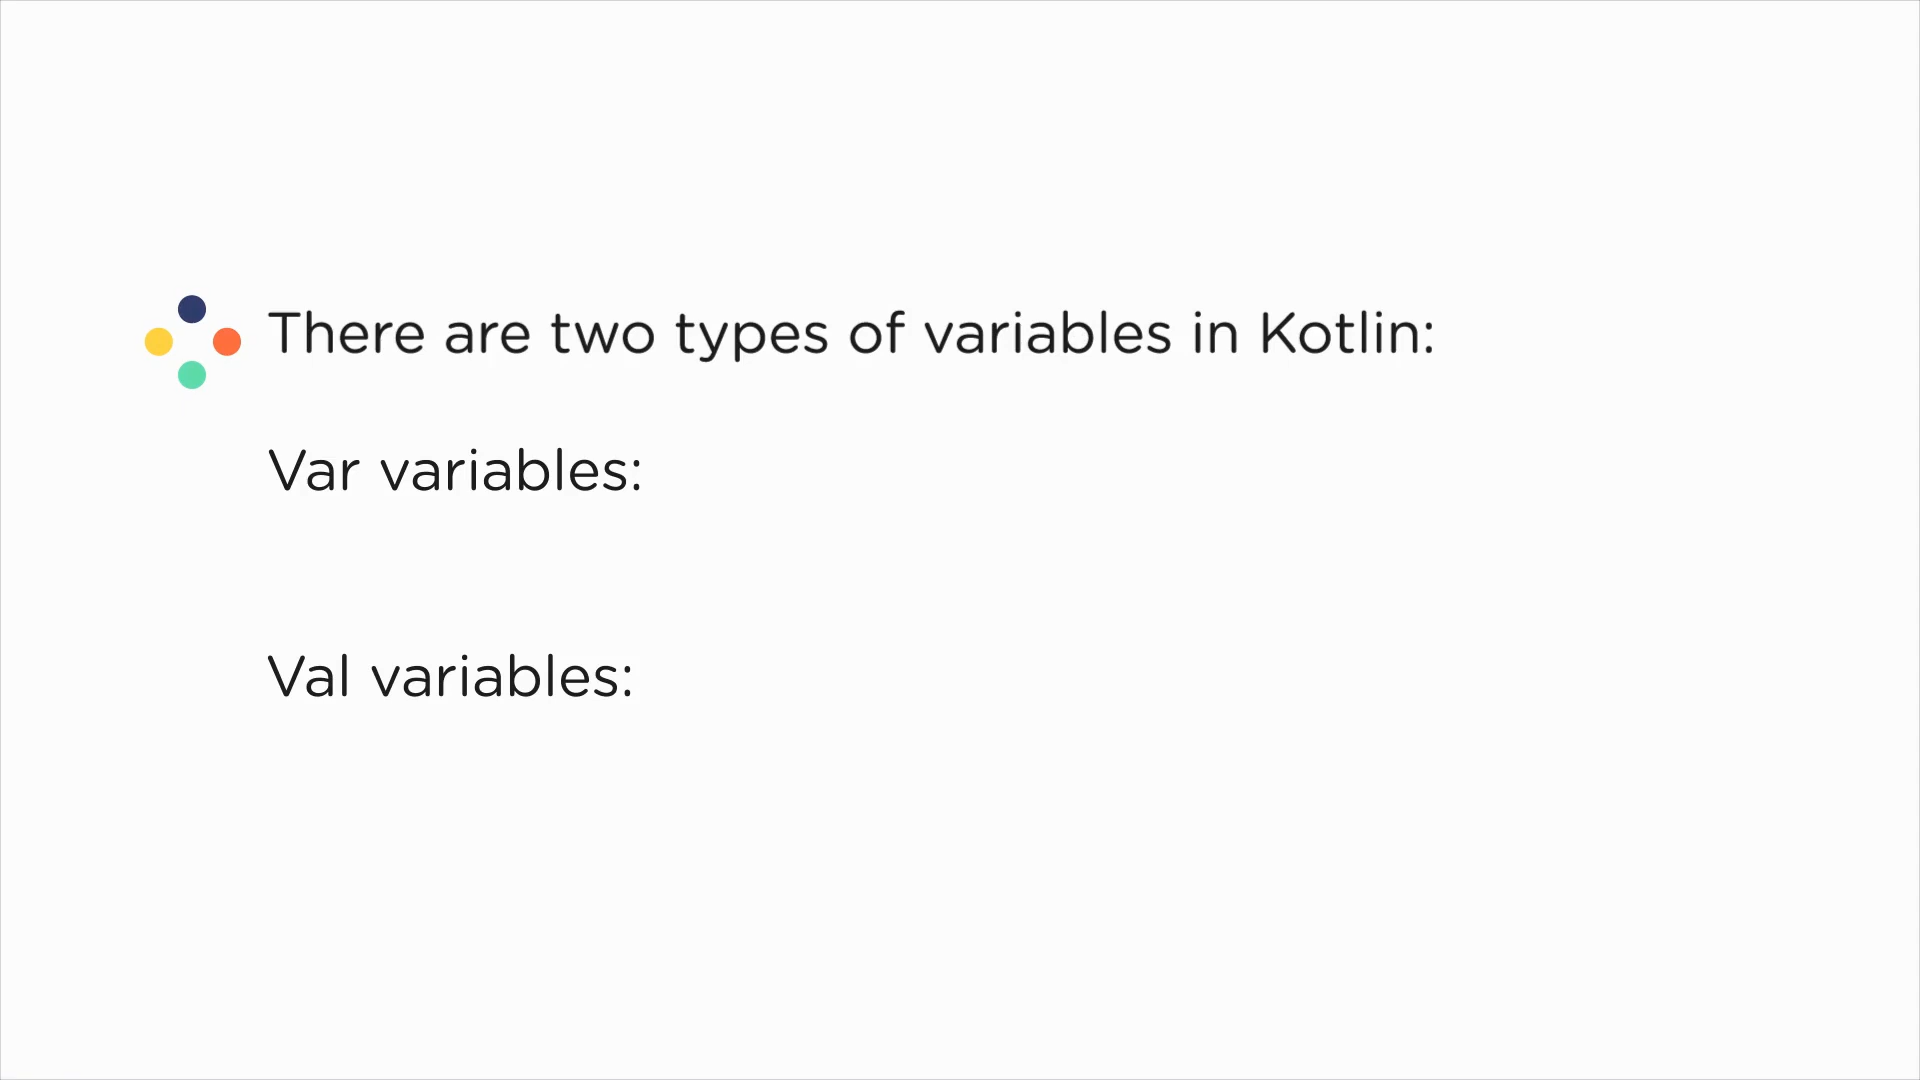 There are two types of variables in Kotlin:
Var variables:
Val variables: